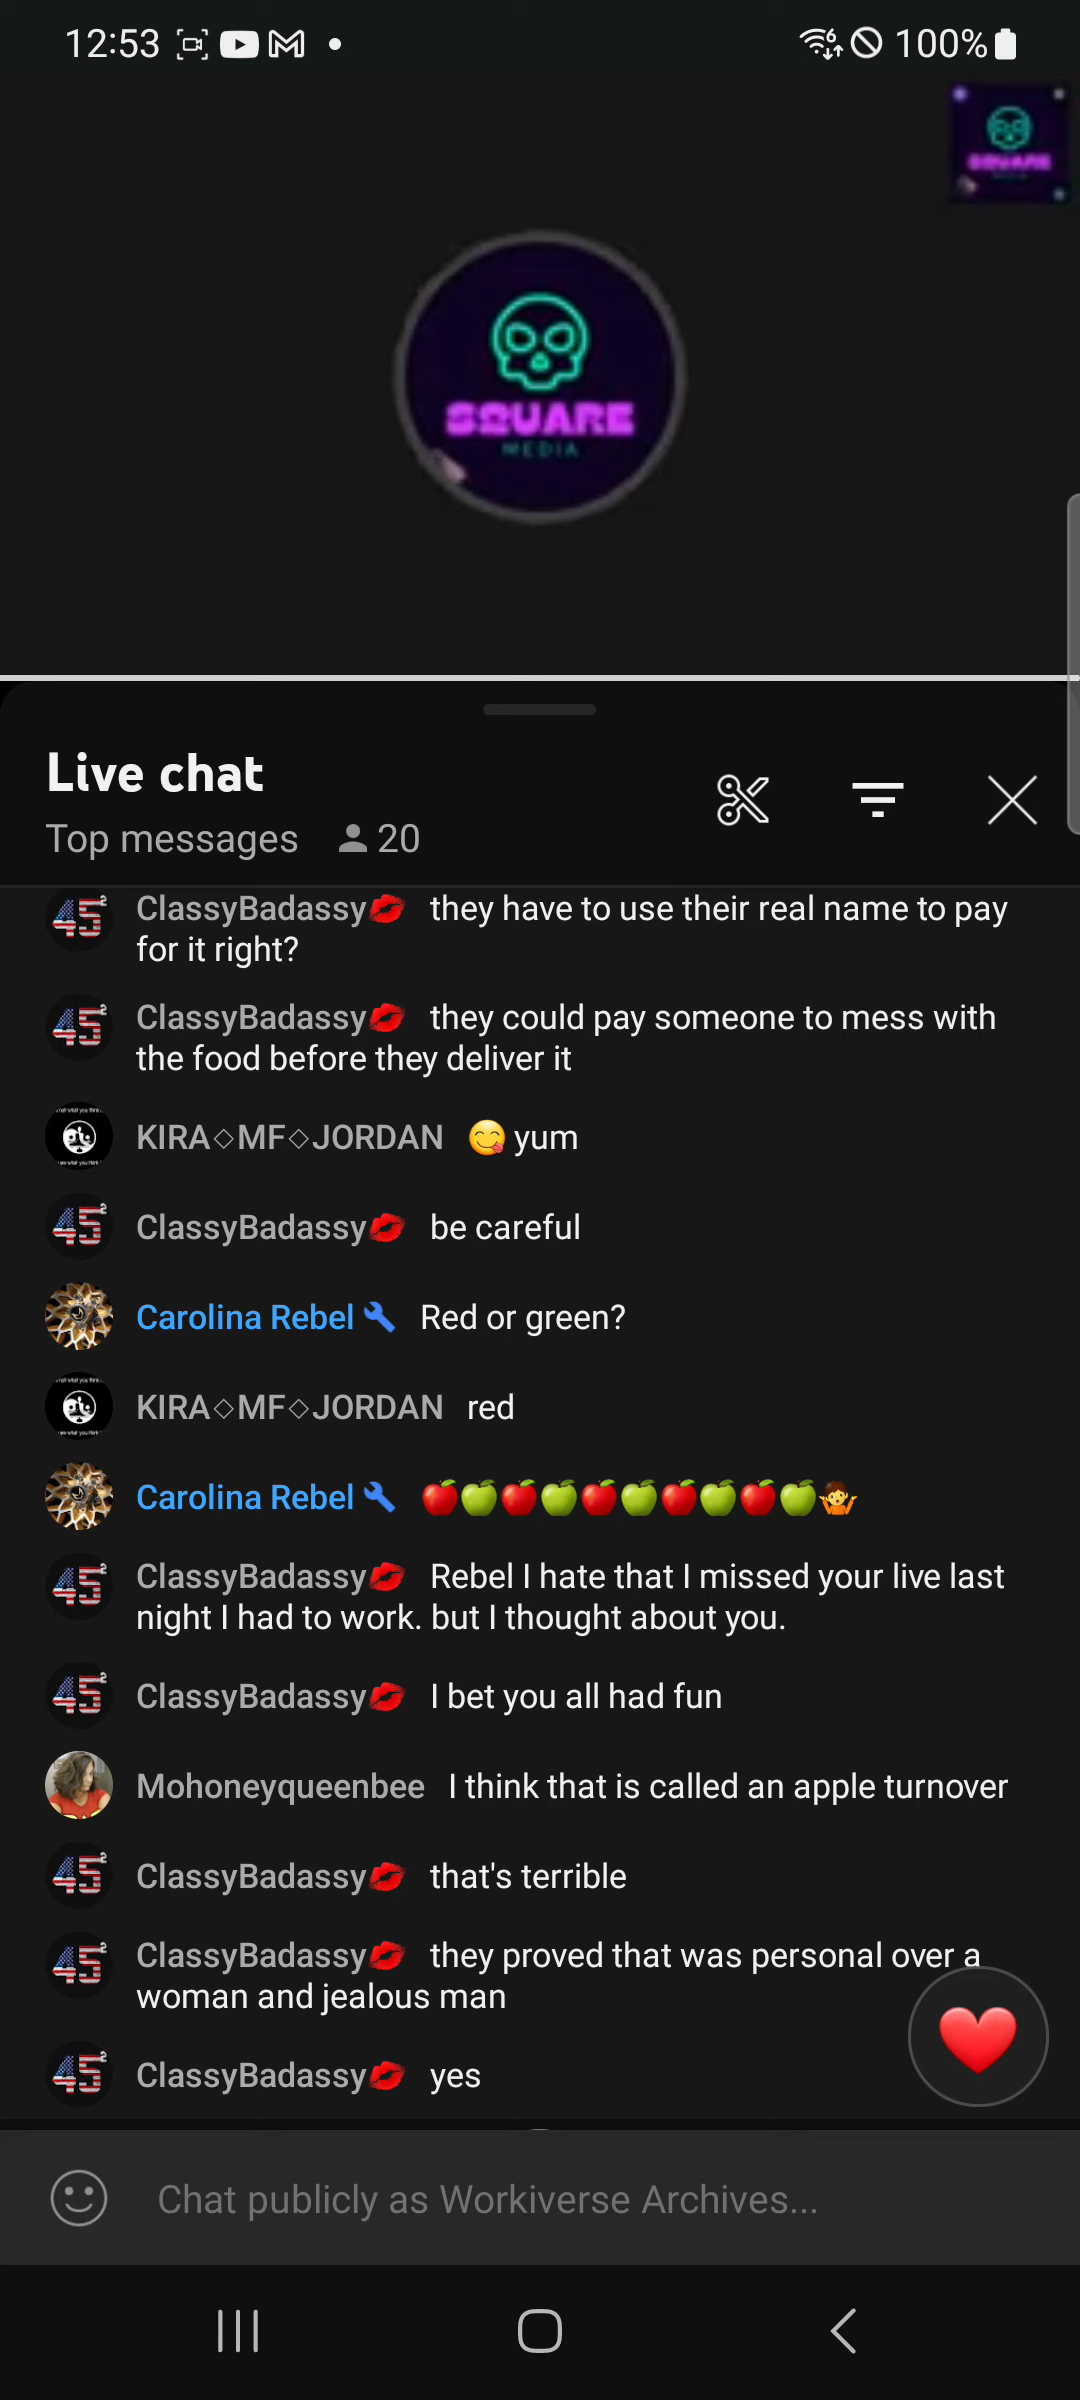 12:53 100%
SQUARE
SQUARE
MEDIA
Live chat
Top messages 20
ClassyBadassy💋 they have to use their real name to pay
for it right?
ClassyBadassy💋 they could pay someone to mess with
the food before they deliver it
KIRA◇MF◇JORDAN 😋 yum
ClassyBadassy💋 be careful
Carolina Rebel Red or green?
KIRA◇MF◇JORDAN red
Carolina Rebel 🍎🍏🍎🍏🍎🍏🍎🍏🍎🍏🤷
ClassyBadassy💋 Rebel I hate that I missed your live last
night I had to work. but I thought about you.
ClassyBadassy💋 I bet you all had fun
Mohoneyqueenbee I think that is called an apple turnover
ClassyBadassy💋 that's terrible
ClassyBadassy💋 they proved that was personal over a
woman and jealous man
ClassyBadassy💋 yes
Chat publicly as Workiverse Archives...